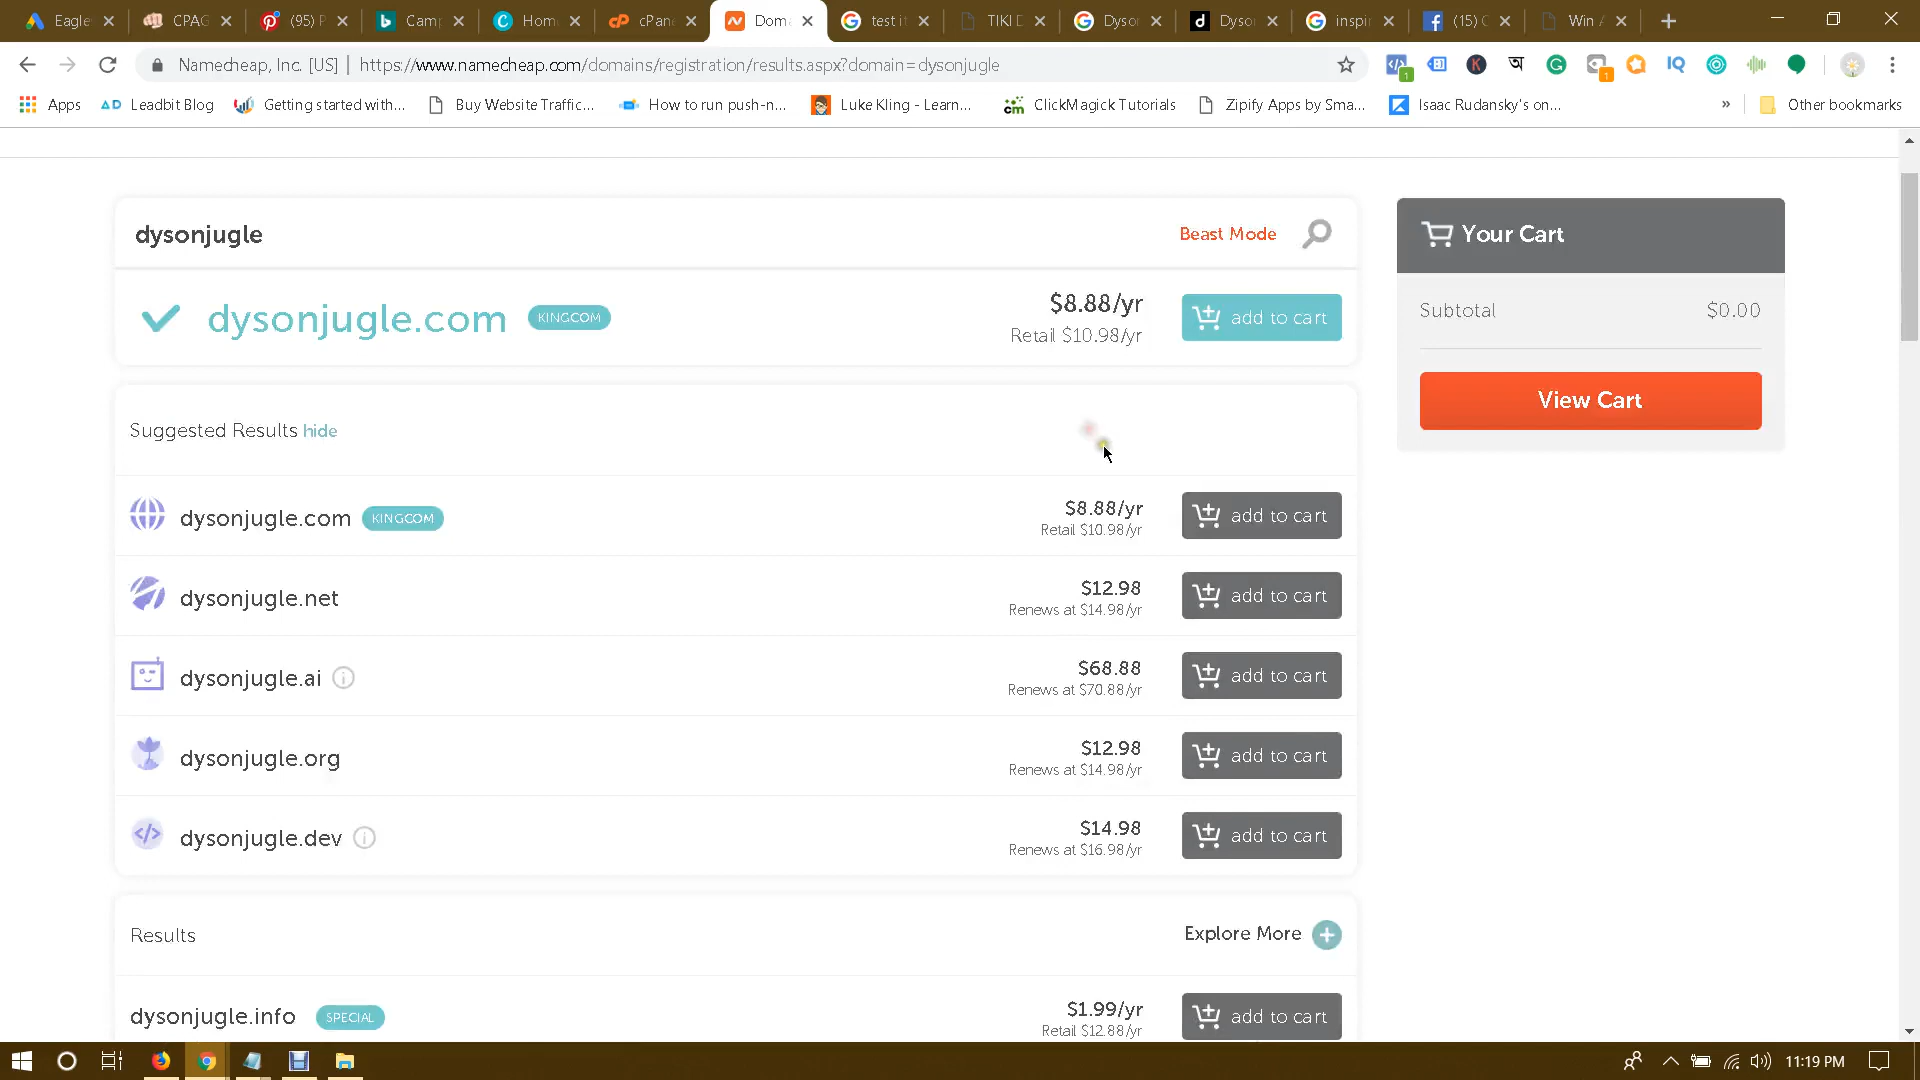 Eagle
CPAG
(95) P
Camp
Hom
cPane
Dom
test i
TIKI D
Dyson
Dyso
inspi
(15) C
Win A
Namecheap, Inc. [US] | https://www.namecheap.com/domains/registration/results.aspx?domain=dysonjugle
Apps
Leadbit Blog
Getting started with...
Buy Website Traffic...
How to run push-n...
Luke Kling - Learn...
ClickMagick Tutorials
Zipify Apps by Sma...
Isaac Rudansky's on...
» Other bookmarks
dysonjugle
Beast Mode
Your Cart
dysonjugle.com KINGCOM
$8.88/yr
Retail $10.98/yr
add to cart
Subtotal $0.00
View Cart
Suggested Results hide
dysonjugle.com KINGCOM
$8.88/yr
Retail $10.98/yr
add to cart
dysonjugle.net
$12.98
Renews at $14.98/yr
add to cart
dysonjugle.ai
$68.88
Renews at $70.88/yr
add to cart
dysonjugle.org
$12.98
Renews at $14.98/yr
add to cart
dysonjugle.dev
$14.98
Renews at $16.98/yr
add to cart
Results
Explore More
dysonjugle.info SPECIAL
$1.99/yr
Retail $12.88/yr
add to cart
11:19 PM